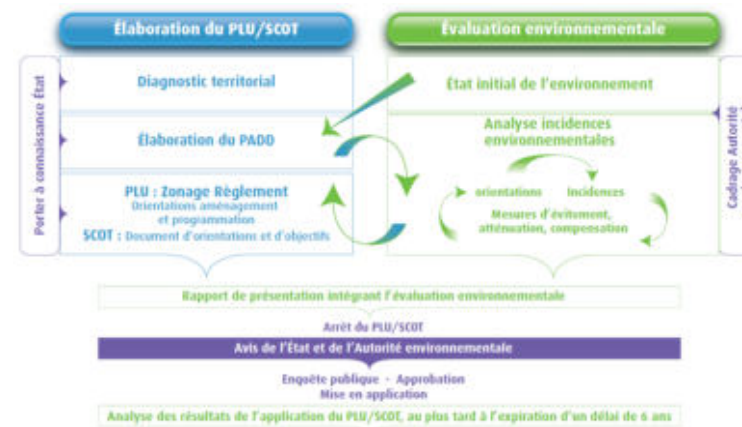 Élaboration du PLU/SCOT
Évaluation environnementale
Porter à connaissance État
Diagnostic territorial
Élaboration du PADD
PLU : Zonage Règlement
Orientations aménagement
et programmation
SCOT : Document d'orientations et d'objectifs
État initial de l'environnement
Analyse incidences
environnementales
orientations
Incidences
Mesures d'évitment,
atténuation, compensation
Cadrage Autorité
Rapport de présentation intégrant l'évaluation environnementale
Arrêt du PLU/SCOT
Avis de l'État et de l'Autorité environnementale
Enquête publique - Approbation
Mise en application
Analyse des résultats de l'application du PLU/SCOT, au plus tard à l'expiration d'un délai de 6 ans